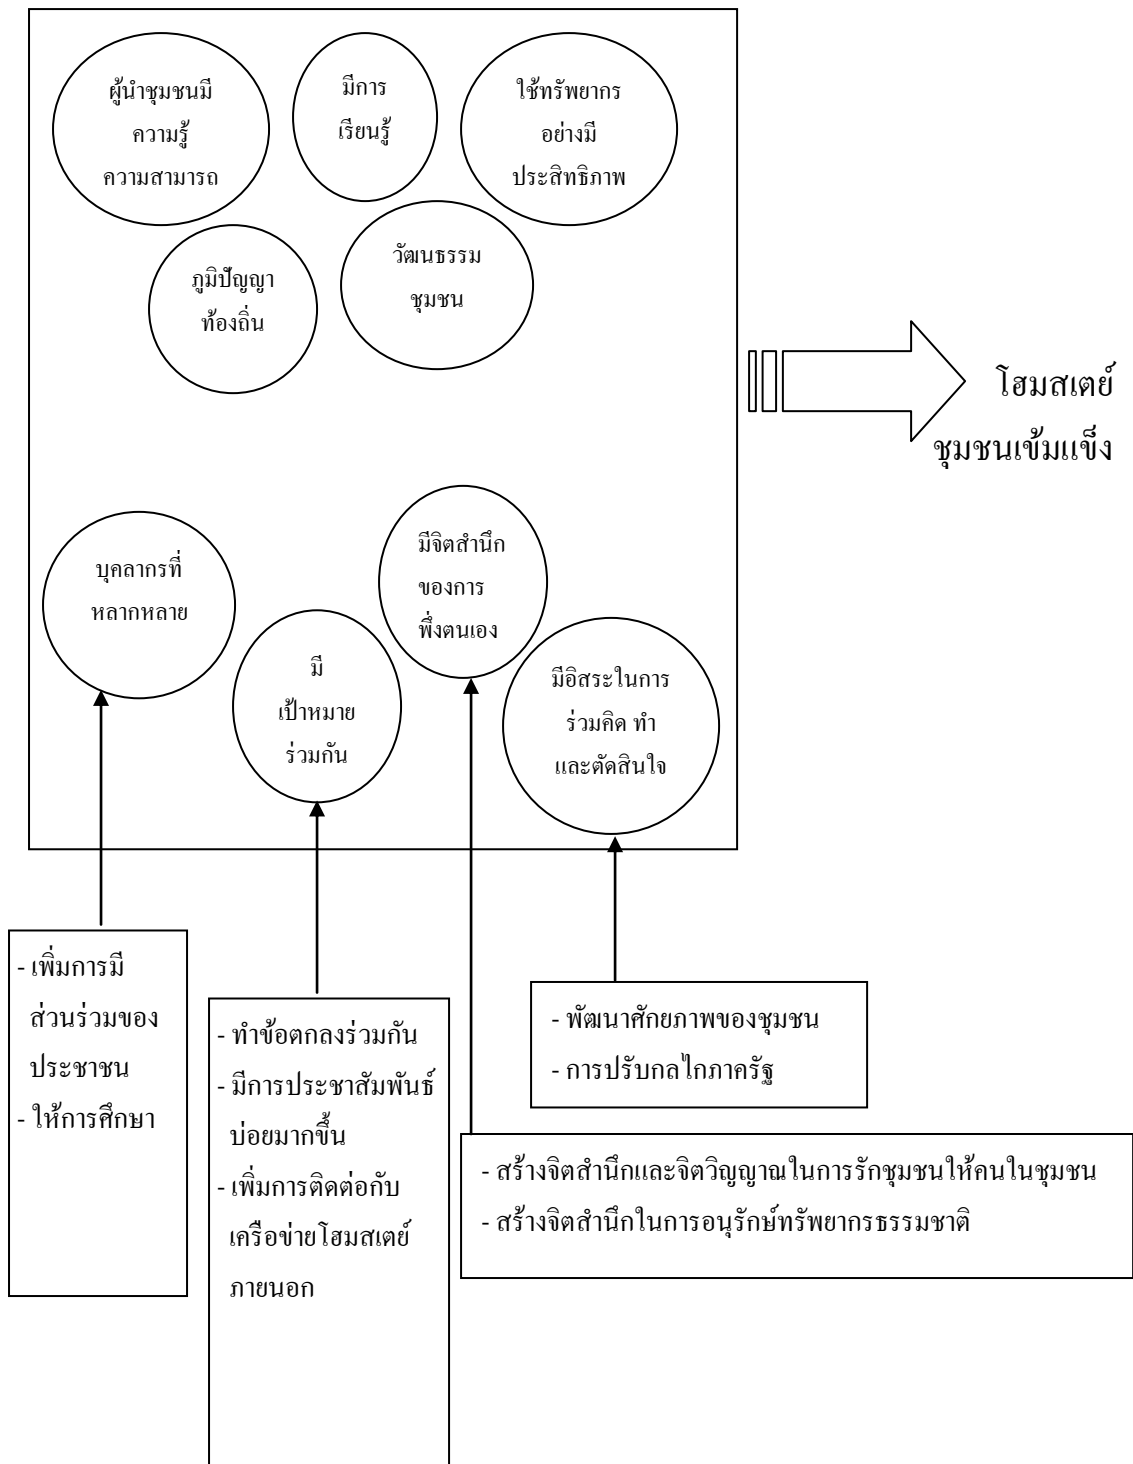 ผู้นำชุมชนมี
ความรู้
ความสามารถ
มีการ
เรียนรู้
ใช้ทรัพยากร
อย่างมี
ประสิทธิภาพ
ภูมิปัญญา
ท้องถิ่น
วัฒนธรรม
ชุมชน
โฮมสเตย์
ชุมชนเข้มแข็ง
บุคลากรที่
หลากหลาย
มี
เป้าหมาย
ร่วมกัน
มีจิตสำนึก
ของการ
พึ่งตนเอง
มีอิสระในการ
ร่วมคิด ทำ
และตัดสินใจ
- เพิ่มการมี
ส่วนร่วมของ
ประชาชน
- ให้การศึกษา
- ทำข้อตกลงร่วมกัน
- มีการประชาสัมพันธ์
บ่อยมากขึ้น
- เพิ่มการติดต่อกับ
เครือข่ายโฮมสเตย์
ภายนอก
- พัฒนาศักยภาพของชุมชน
- การปรับกลไกภาครัฐ
- สร้างจิตสำนึกและจิตวิญญาณในการรักชุมชนให้คนในชุมชน
- สร้างจิตสำนึกในการอนุรักษ์ทรัพยากรธรรมชาติ